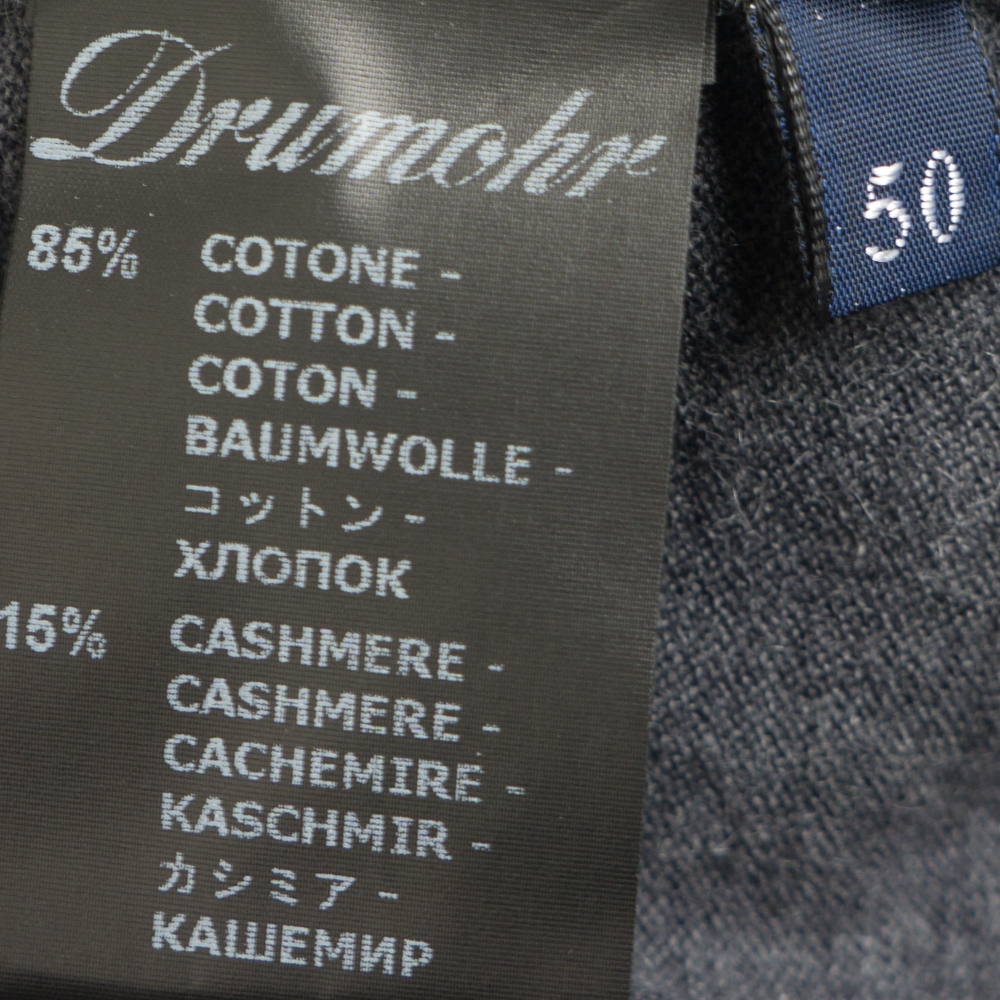 Drumohr
50
85% COTONE -
COTTON -
COTON -
BAUMWOLLE -
コットン -
ХЛОПОК
15% CASHMERE -
CASHMERE -
CACHEMIRE -
KASCHMIR -
カシミア -
КАШЕМИР